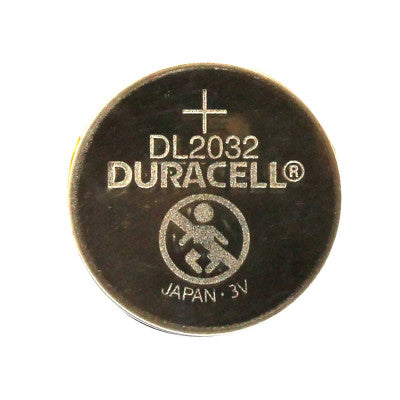 +
DL2032
DURACELL®
JAPAN · 3V